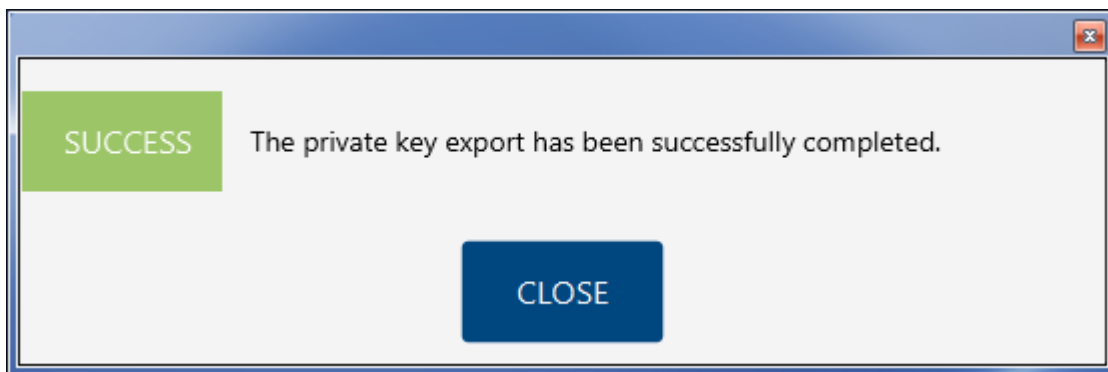 SUCCESS
The private key export has been successfully completed.
CLOSE